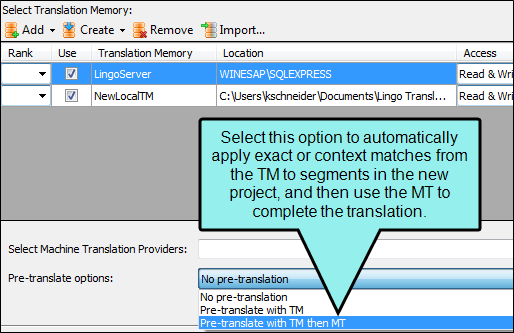 Select Translation Memory:
Add Create Remove Import...
Rank Use Translation Memory Location Access
LingoServer WINESAP\SQLEXPRESS Read & Wri
NewLocalTM C:\Users\kschneider\Documents\Lingo Transl... Read & Wri
Select this option to automatically
apply exact or context matches from
the TM to segments in the new
project, and then use the MT to
complete the translation.
Select Machine Translation Providers:
Pre-translate options: No pre-translation
No pre-translation
Pre-translate with TM
Pre-translate with TM then MT